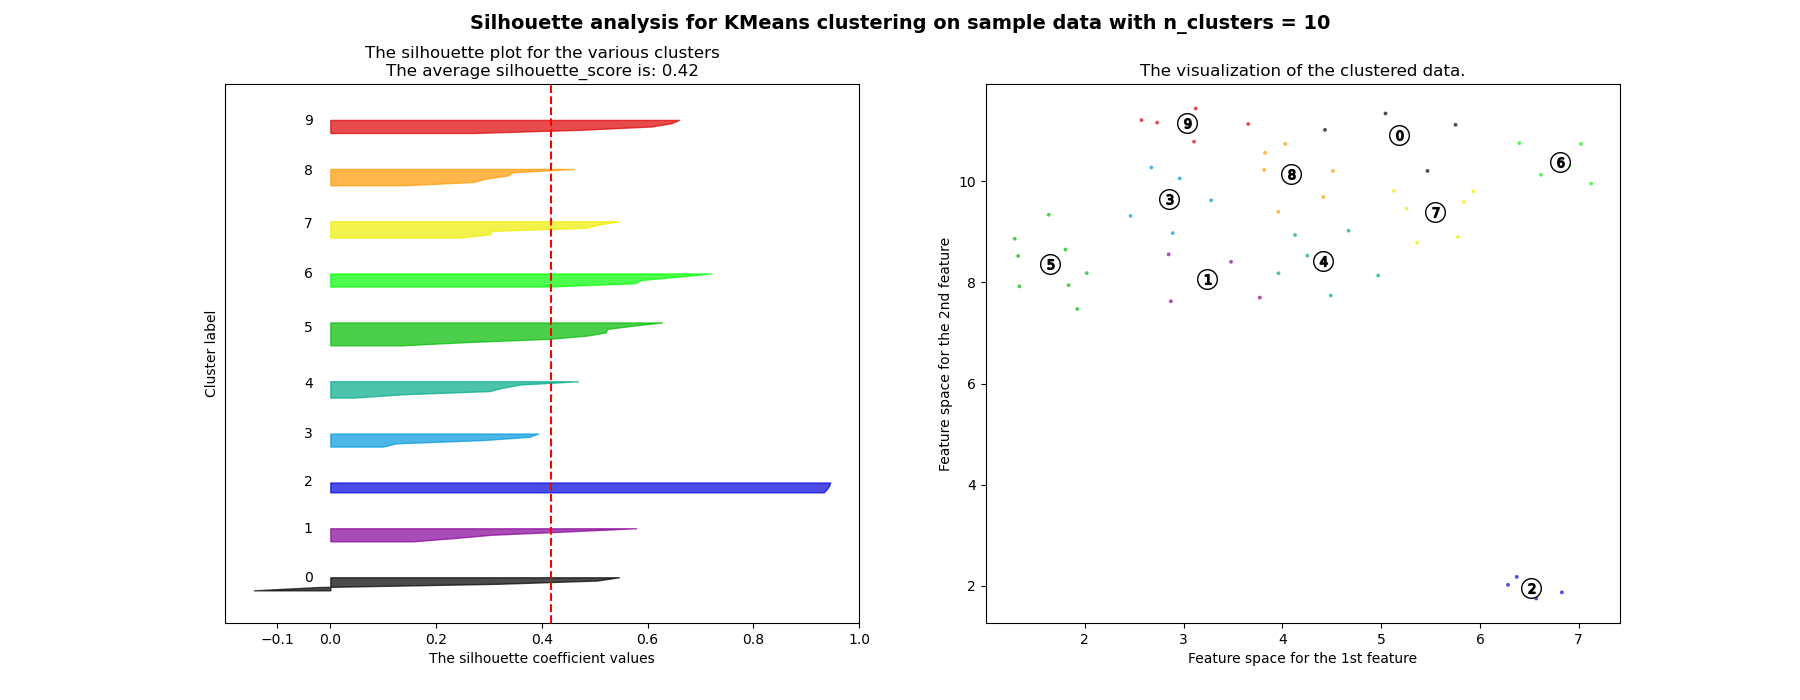 Silhouette analysis for KMeans clustering on sample data with n_clusters = 10
The silhouette plot for the various clusters
The average silhouette_score is: 0.42
9
8
7
6
5
4
3
2
1
0
Cluster label
−0.1 0.0 0.2 0.4 0.6 0.8 1.0
The silhouette coefficient values
The visualization of the clustered data.
9
0
6
8
3
7
5
4
1
2
10
8
6
4
2
Feature space for the 2nd feature
2 3 4 5 6 7
Feature space for the 1st feature